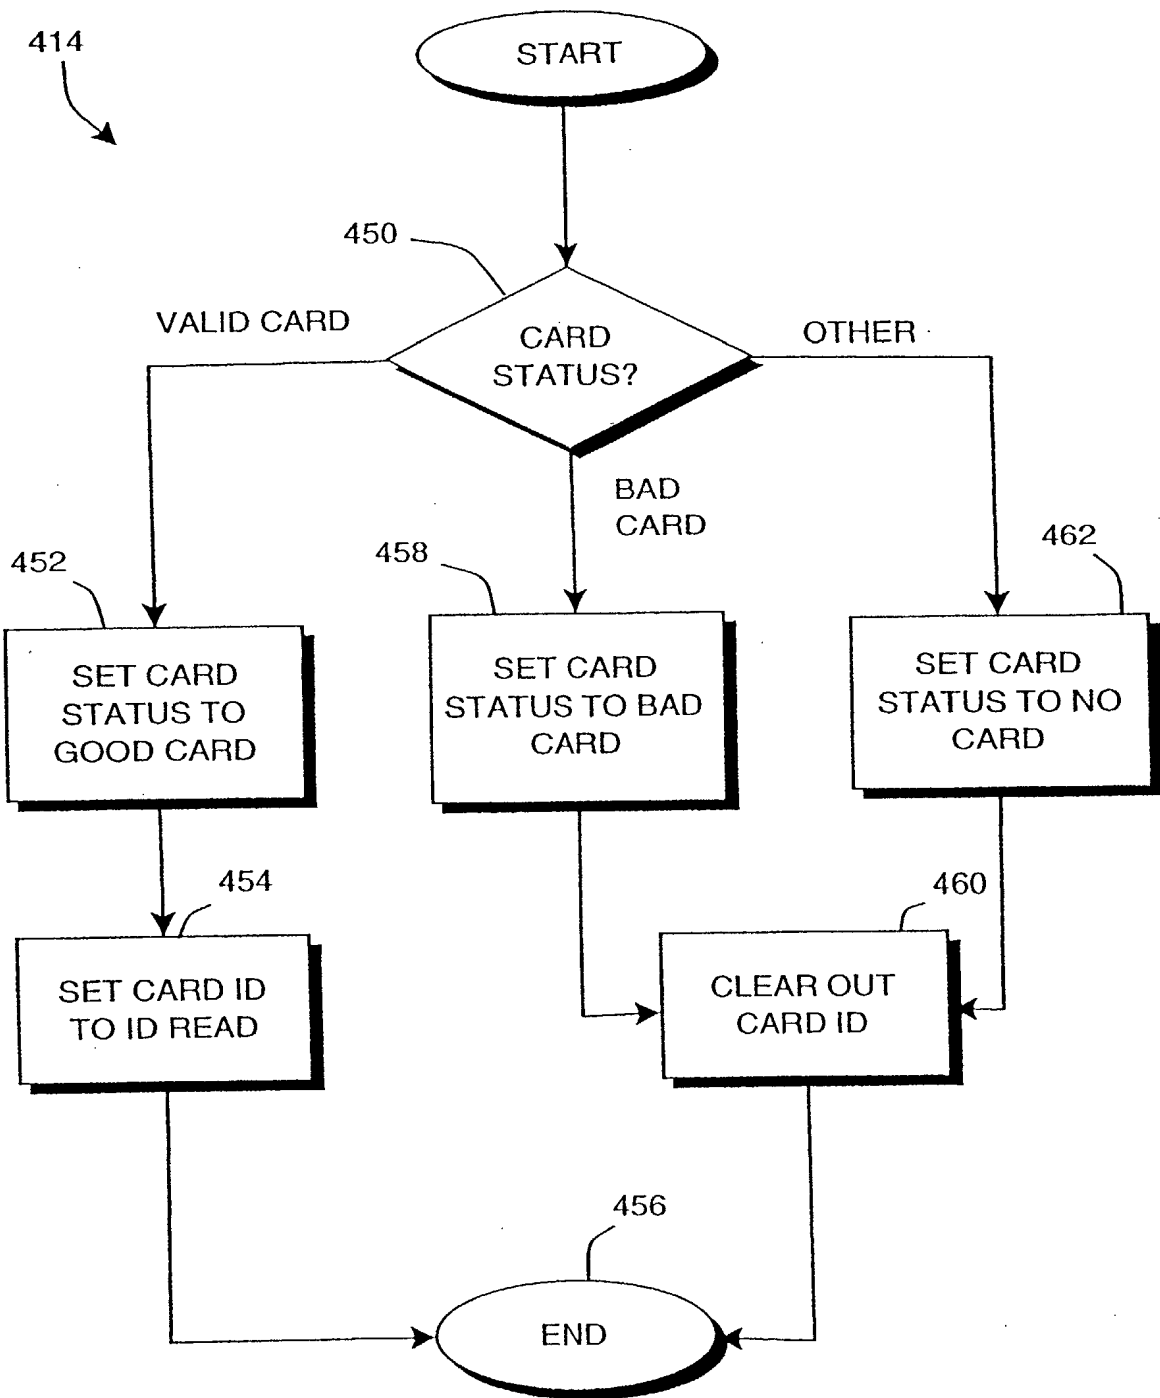 414
START
450
VALID CARD
CARD
STATUS?
OTHER
BAD
CARD
452
458
462
SET CARD
STATUS TO
GOOD CARD
SET CARD
STATUS TO BAD
CARD
SET CARD
STATUS TO NO
CARD
454
460
SET CARD ID
TO ID READ
CLEAR OUT
CARD ID
456
END